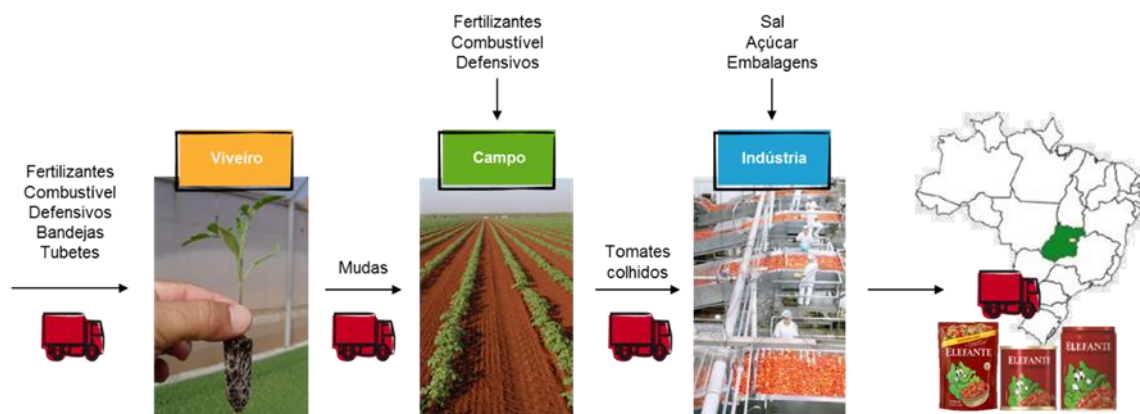 Fertilizantes
Combustível
Defensivos
Bandejas
Tubetes
Viveiro
Mudas
Fertilizantes
Combustível
Defensivos
Campo
Tomates
colhidos
Sal
Açúcar
Embalagens
Indústria
ELEFANTE
ELEFANTE
ELEFANTE